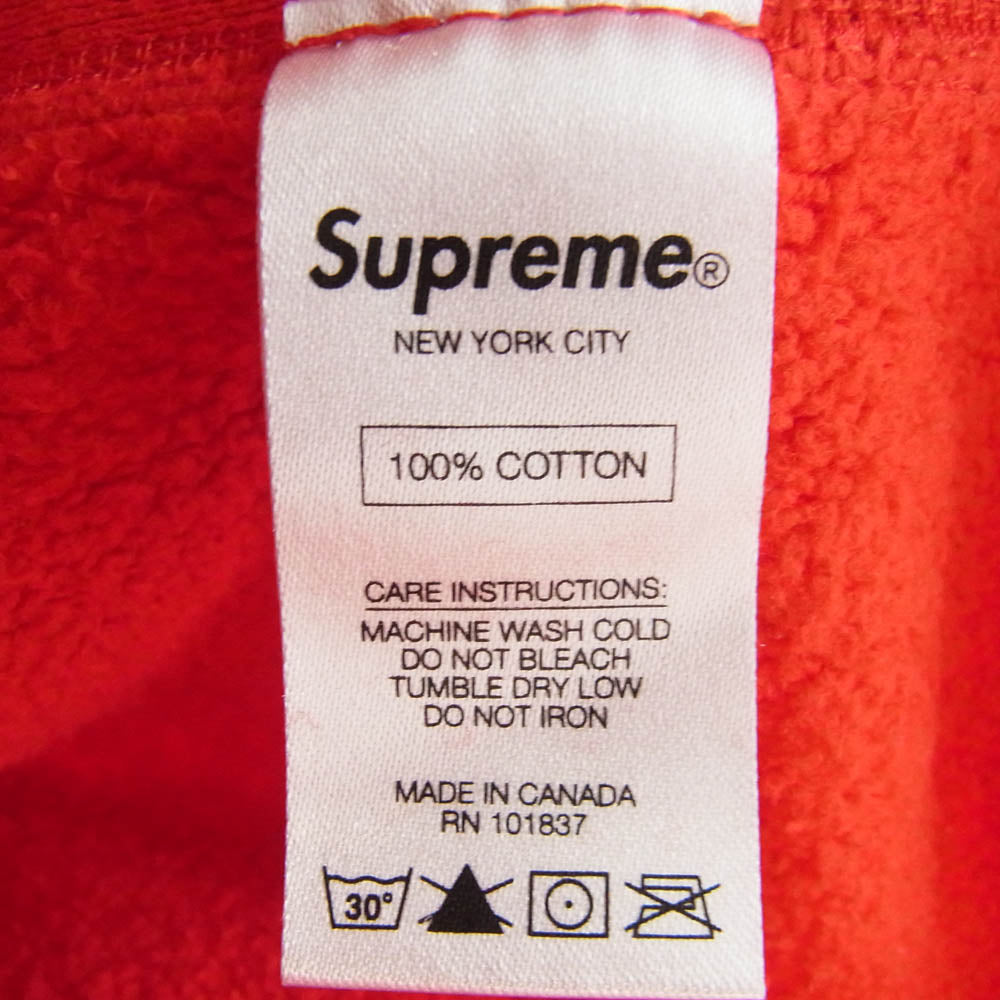 Supreme®
NEW YORK CITY
100% COTTON
CARE INSTRUCTIONS:
MACHINE WASH COLD
DO NOT BLEACH
TUMBLE DRY LOW
DO NOT IRON
MADE IN CANADA
RN 101837
30°